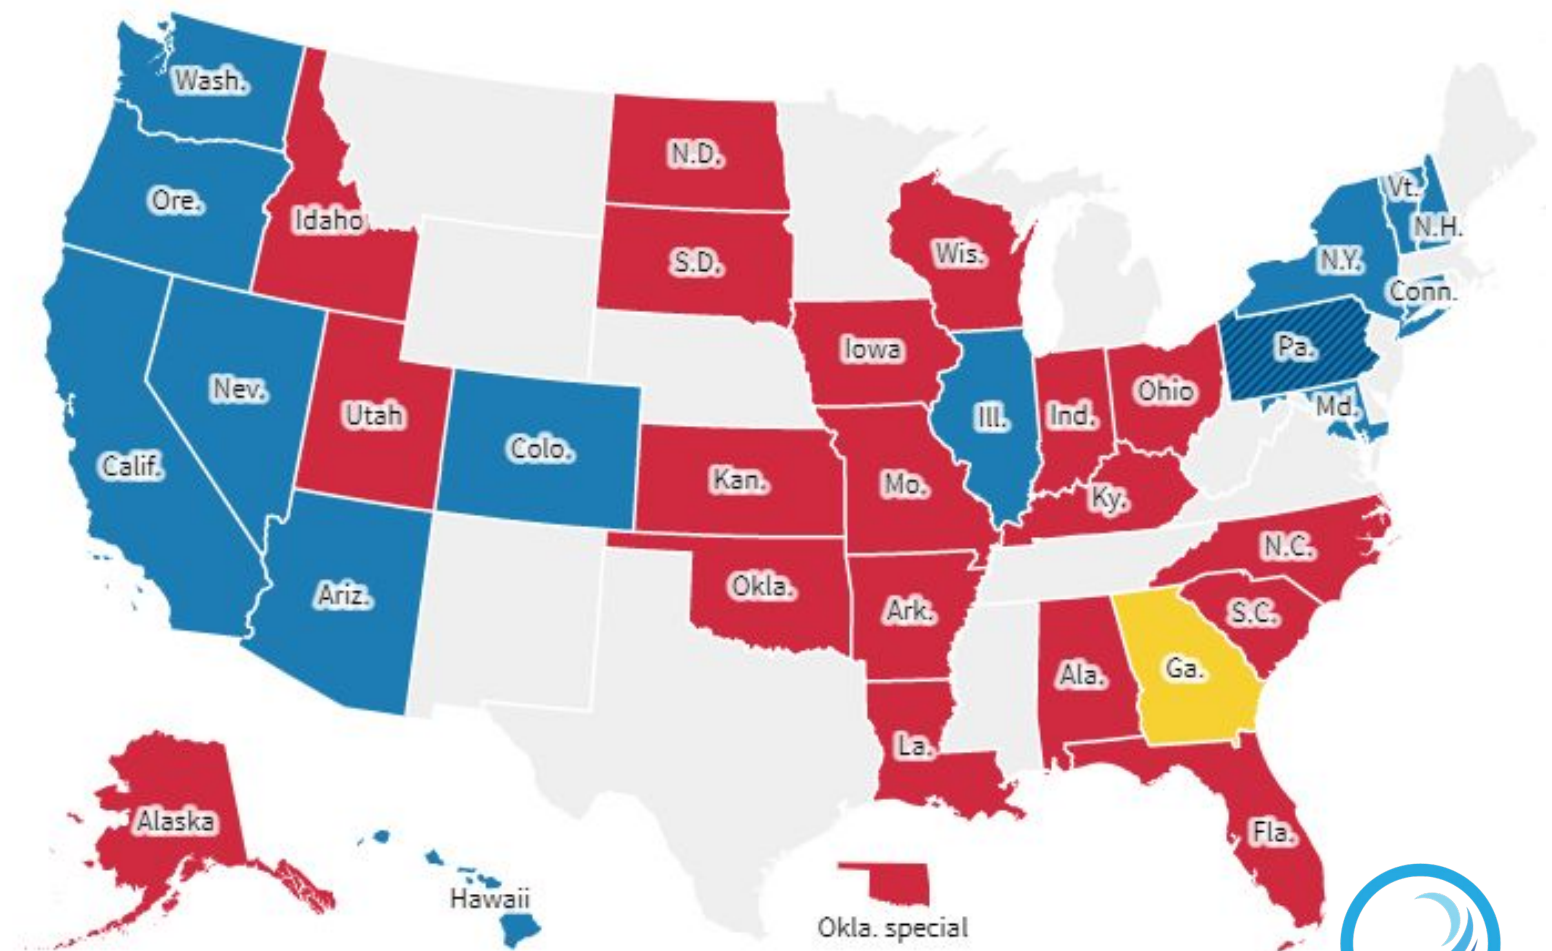 Wash.
Ore.
Idaho
N.D.
S.D.
Wis.
Vt.
N.H.
N.Y.
Conn.
Calif.
Nev.
Utah
Colo.
Iowa
Ill.
Ind.
Ohio
Pa.
Md.
Kan.
Mo.
Ky.
N.C.
Ariz.
Okla.
Ark.
S.C.
La.
Ala.
Ga.
Fla.
Alaska
Hawaii
Okla. special